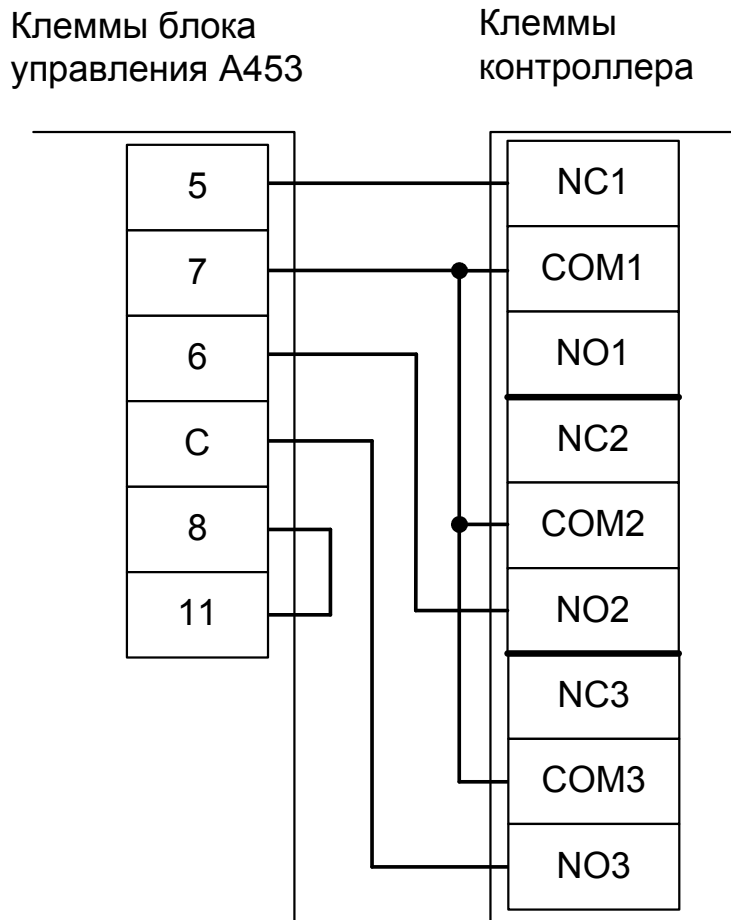 Клеммы блока
управления А453
Клеммы
контроллера
5
7
6
С
8
11
NC1
COM1
NO1
NC2
COM2
NO2
NC3
COM3
NO3